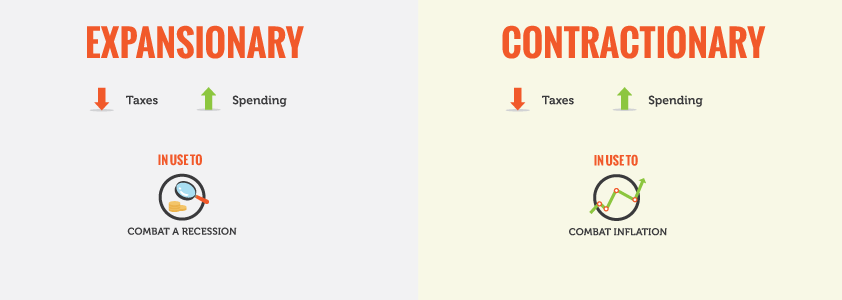 EXPANSIONARY
Taxes
Spending
IN USE TO
COMBAT A RECESSION
CONTRACTIONARY
Taxes
Spending
IN USE TO
COMBAT INFLATION